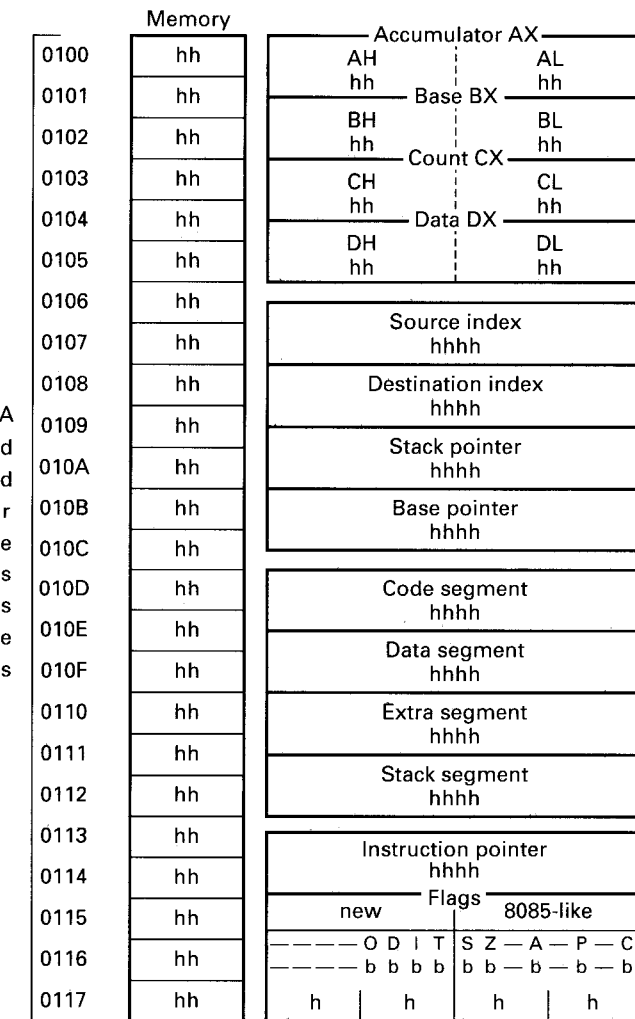 Memory
Addresses
0100 hh
0101 hh
0102 hh
0103 hh
0104 hh
0105 hh
0106 hh
0107 hh
0108 hh
0109 hh
010A hh
010B hh
010C hh
010D hh
010E hh
010F hh
0110 hh
0111 hh
0112 hh
0113 hh
0114 hh
0115 hh
0116 hh
0117 hh
Accumulator AX
AH AL
hh hh
Base BX
BH BL
hh hh
Count CX
CH CL
hh hh
Data DX
DH DL
hh hh
Source index
hhhh
Destination index
hhhh
Stack pointer
hhhh
Base pointer
hhhh
Code segment
hhhh
Data segment
hhhh
Extra segment
hhhh
Stack segment
hhhh
Instruction pointer
hhhh
Flags
new 8085-like
– – – – O D I T S Z – A – P – C
– – – – b b b b b b – b – b – b
h h h h